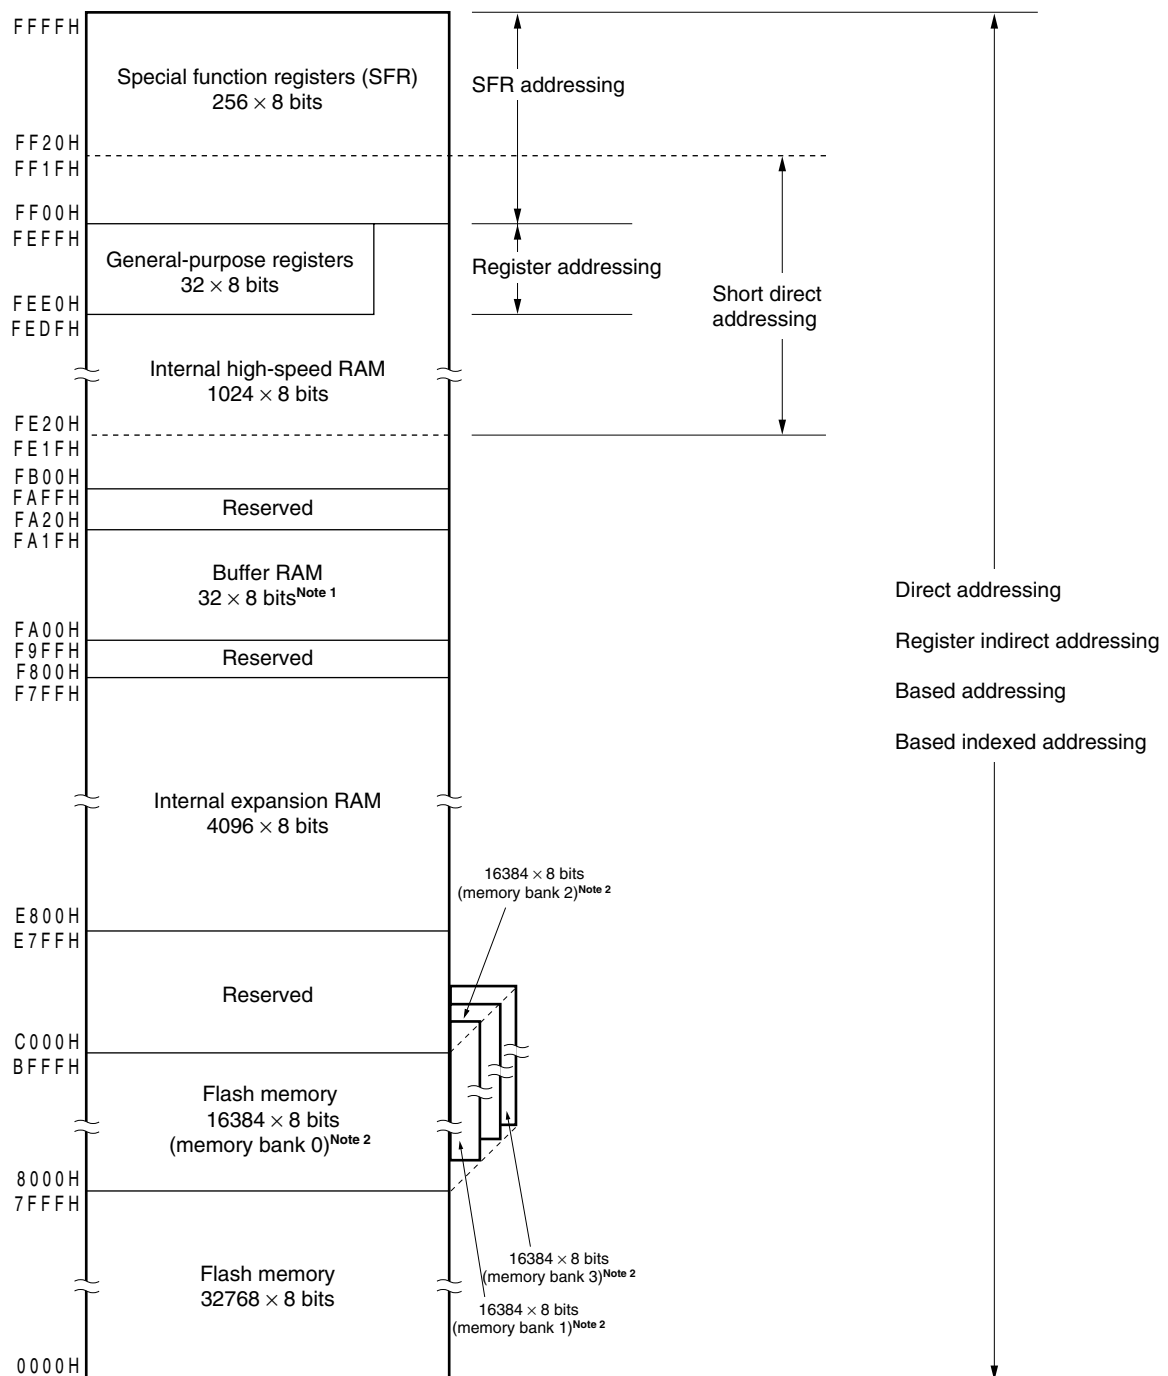 FFFFH
Special function registers (SFR)
256 × 8 bits
SFR addressing
FF20H
FF1FH
FF00H
FEFFH
General-purpose registers
32 × 8 bits
Register addressing
Short direct
addressing
FEE0H
FEDFH
Internal high-speed RAM
1024 × 8 bits
FE20H
FE1FH
FB00H
FAFFH
Reserved
FA20H
FA1FH
Buffer RAM
32 × 8 bitsNote 1
FA00H
F9FFH
Reserved
F800H
F7FFH
Direct addressing
Register indirect addressing
Based addressing
Based indexed addressing
Internal expansion RAM
4096 × 8 bits
16384 × 8 bits
(memory bank 2)Note 2
E800H
E7FFH
Reserved
C000H
BFFFH
Flash memory
16384 × 8 bits
(memory bank 0)Note 2
8000H
7FFFH
16384 × 8 bits
(memory bank 3)Note 2
Flash memory
32768 × 8 bits
16384 × 8 bits
(memory bank 1)Note 2
0000H